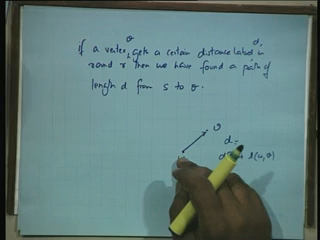 if a vertex v gets a certain distance label d, in
round r then we have found a path of
length d from s to v.
v
d
l(u, v)